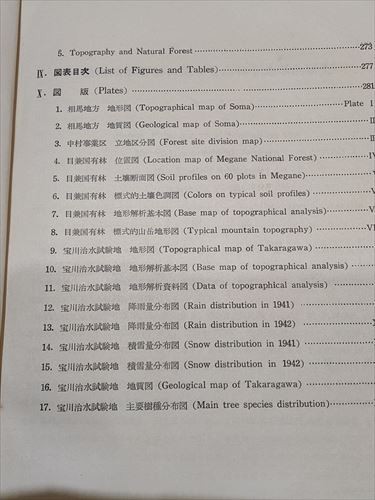 5. Topography and Natural Forest……………………………273
Ⅳ. 図表目次 (List of Figures and Tables)……………………277
Ⅴ. 図　版 (Plates)……………………………………………281
1. 相馬地方　地形図 (Topographical map of Soma)…………Plate Ⅰ
2. 相馬地方　地質図 (Geological map of Soma)………………Ⅱ
3. 中村事業区　立地区分図 (Forest site division map)…………
4. 目兼国有林　位置図 (Location map of Megane National Forest)……
5. 目兼国有林　土壌断面図 (Soil profiles on 60 plots in Megane)……
6. 目兼国有林　標式的土壌色調図 (Colors on typical soil profiles)……
7. 目兼国有林　地形解析基本図 (Base map of topographical analysis)……
8. 目兼国有林　標式的山岳地形図 (Typical mountain topography)……
9. 宝川治水試験地　地形図 (Topographical map of Takaragawa)……
10. 宝川治水試験地　地形解析基本図 (Base map of topographical analysis)……
11. 宝川治水試験地　地形解析資料図 (Data of topographical analysis)……
12. 宝川治水試験地　降雨量分布図 (Rain distribution in 1941)……
13. 宝川治水試験地　降雨量分布図 (Rain distribution in 1942)……
14. 宝川治水試験地　積雪量分布図 (Snow distribution in 1941)……
15. 宝川治水試験地　積雪量分布図 (Snow distribution in 1942)……
16. 宝川治水試験地　地質図 (Geological map of Takaragawa)……
17. 宝川治水試験地　主要樹種分布図 (Main tree species distribution)……